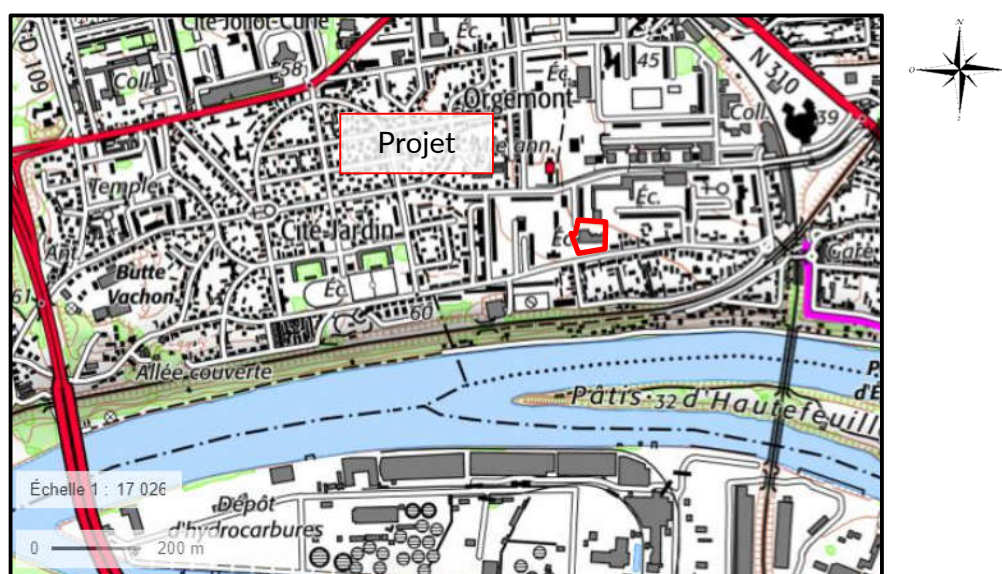 Cité Joliot-Curie
D 109
Coll.
58
Éc.
Éc.
45
N 310
Orgemont
Coll.
39
Projet
ann.
Temple
Éc.
Cité-Jardin
Éc.
Ant.
Butte
Vachon
Gare
61
Éc.
60
Allée couverte
Pâtis
32
d'Hautefeuill
P.
d'É
Échelle 1 : 17 026
Dépôt
d'hydrocarbures
0
200 m
N
O
E
S